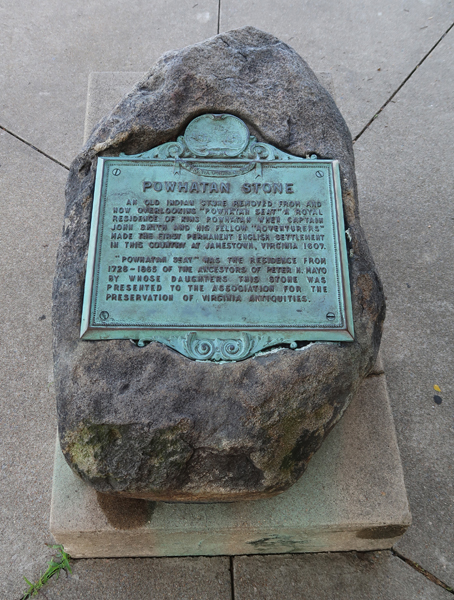 POWHATAN STONE
AN OLD INDIAN STONE REMOVED FROM AND
NOW OVERLOOKING "POWHATAN SEAT" A ROYAL
RESIDENCE OF KING POWHATAN WHEN CAPTAIN
JOHN SMITH AND HIS FELLOW "ADVENTURERS"
MADE THE FIRST PERMANENT ENGLISH SETTLEMENT
IN THIS COUNTRY AT JAMESTOWN, VIRGINIA 1607.
"POWHATAN SEAT" WAS THE RESIDENCE FROM
1726-1865 OF THE ANCESTORS OF PETER H. MAYO
BY WHOSE DAUGHTERS THIS STONE WAS
PRESENTED TO THE ASSOCIATION FOR THE
PRESERVATION OF VIRGINIA ANTIQUITIES.